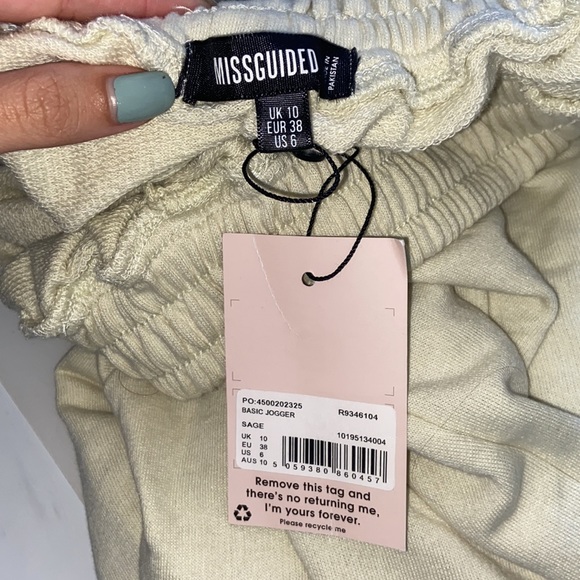 MISSGUIDED
MADE IN
PAKISTAN
UK 10
EUR 38
US 6
PO:4500202325 R9346104
BASIC JOGGER
SAGE 10195134004
UK 10
EU 38
US 6
AUS 10
5 059380 860457
Remove this tag and
there's no returning me,
I'm yours forever.
Please recycle me